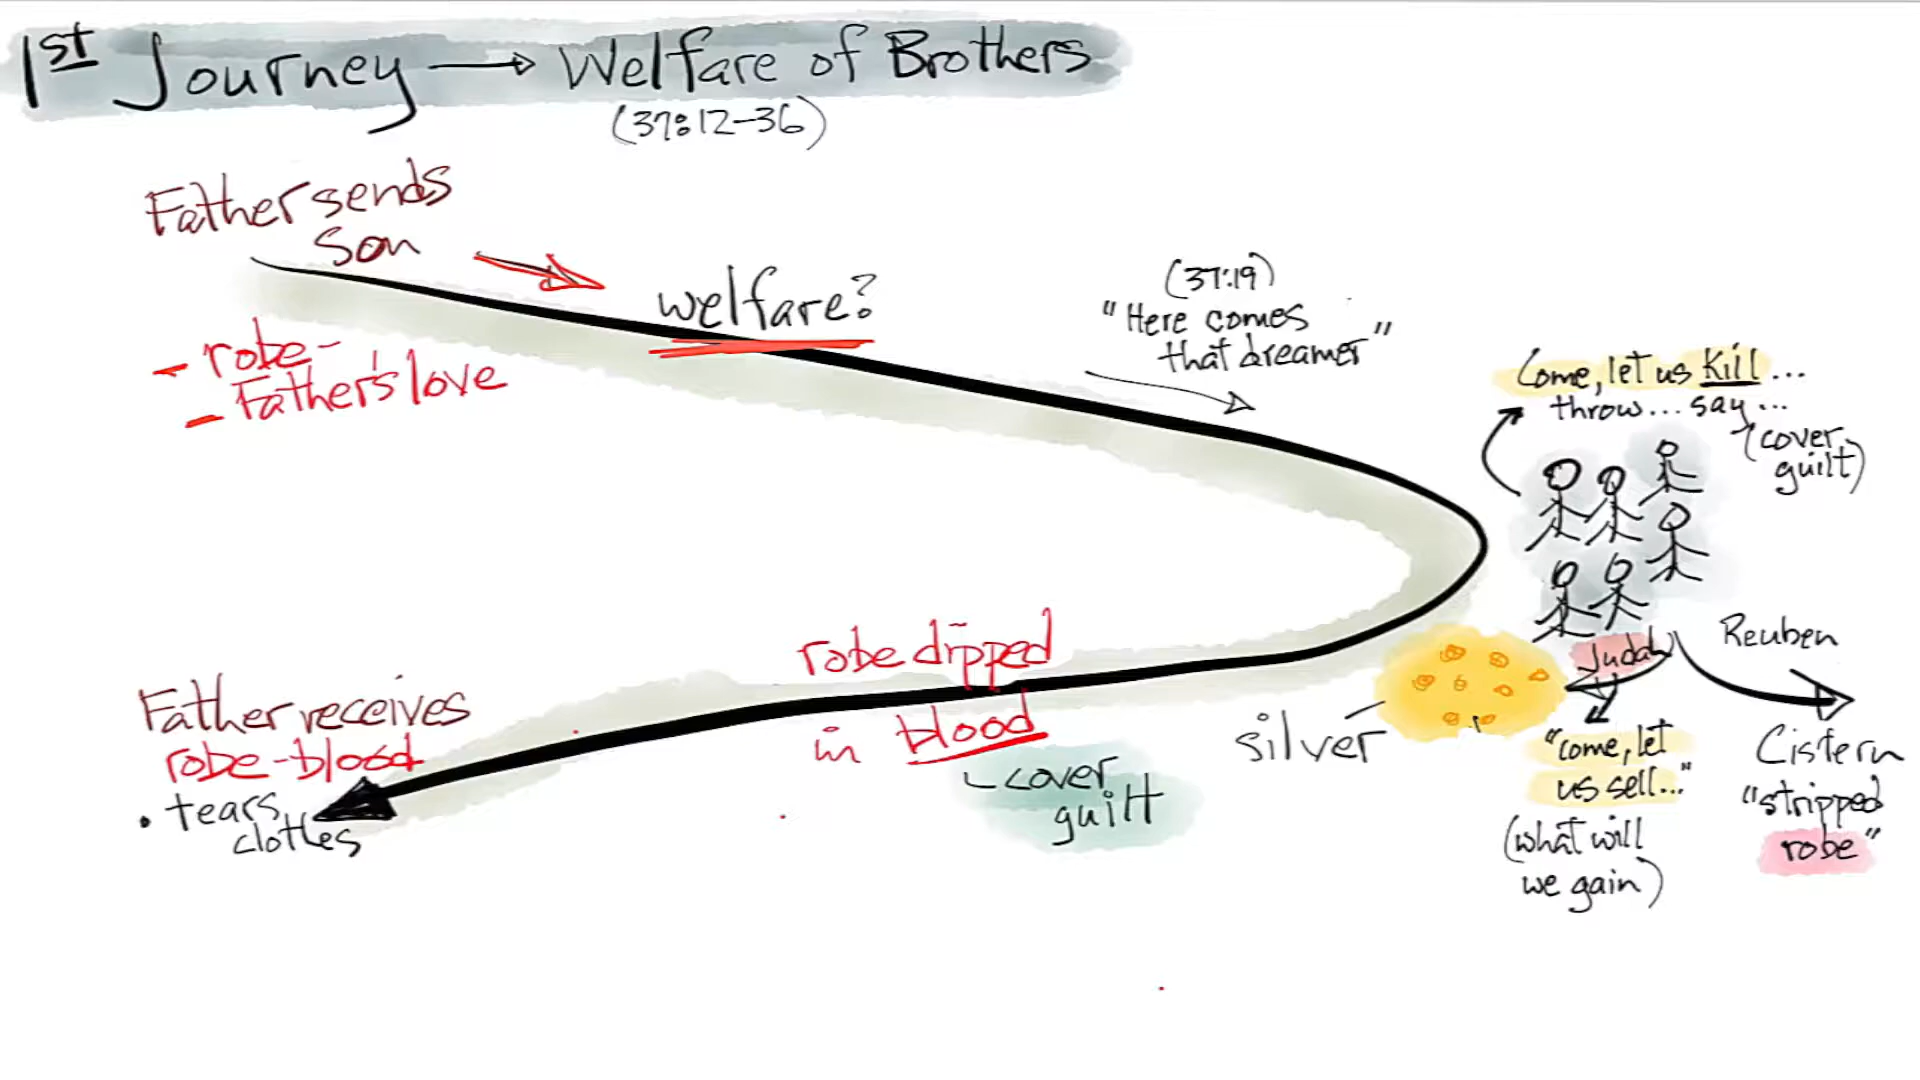 1st Journey → Welfare of Brothers
(37:12-36)
Father sends
son
welfare?
- robe-
- Father's love
(37:19)
"Here comes
that dreamer"
Come, let us Kill...
throw... say...
(cover
guilt)
Judah
Reuben
silver
"come, let
us sell..."
(what will
we gain)
Cistern
"stripped
robe"
robe dipped
in blood
cover
guilt
Father receives
robe-blood
• tears
clothes